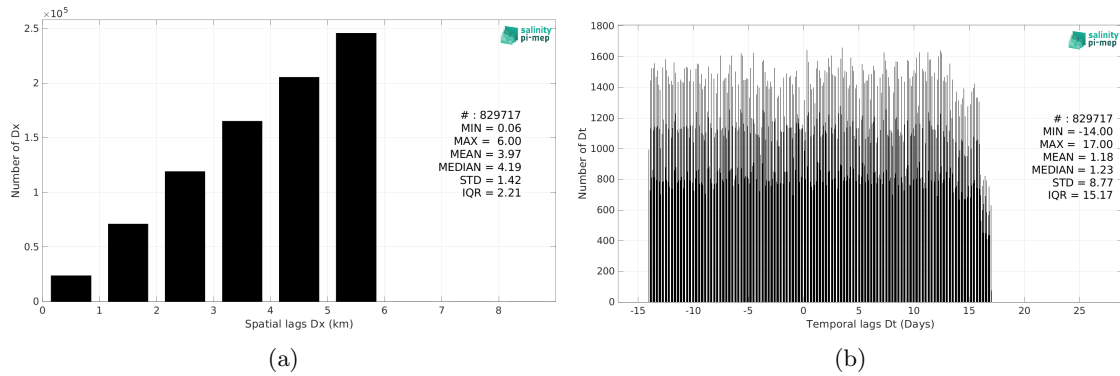 ×10⁵
2.5
2
1.5
1
0.5
0
0 1 2 3 4 5 6 7 8
Number of Dx
Spatial lags Dx (km)
salinity
pi-mep
# : 829717
MIN = 0.06
MAX = 6.00
MEAN = 3.97
MEDIAN = 4.19
STD = 1.42
IQR = 2.21
(a)
1800
1600
1400
1200
1000
800
600
400
200
0
-15 -10 -5 0 5 10 15 20 25
Number of Dt
Temporal lags Dt (Days)
salinity
pi-mep
# : 829717
MIN = -14.00
MAX = 17.00
MEAN = 1.18
MEDIAN = 1.23
STD = 8.77
IQR = 15.17
(b)